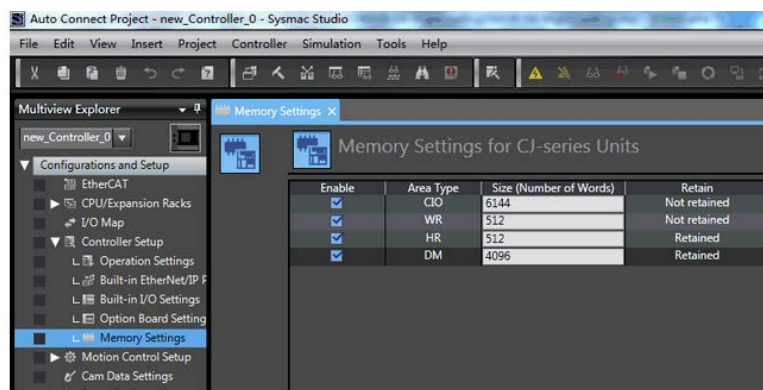 Auto Connect Project - new_Controller_0 - Sysmac Studio
File Edit View Insert Project Controller Simulation Tools Help
Multiview Explorer
Memory Settings
new_Controller_0
Memory Settings for CJ-series Units
Configurations and Setup
EtherCAT
CPU/Expansion Racks
I/O Map
Controller Setup
Operation Settings
Built-in EtherNet/IP P
Built-in I/O Settings
Option Board Setting
Memory Settings
Motion Control Setup
Cam Data Settings
Enable Area Type Size (Number of Words) Retain
CIO 6144 Not retained
WR 512 Not retained
HR 512 Retained
DM 4096 Retained